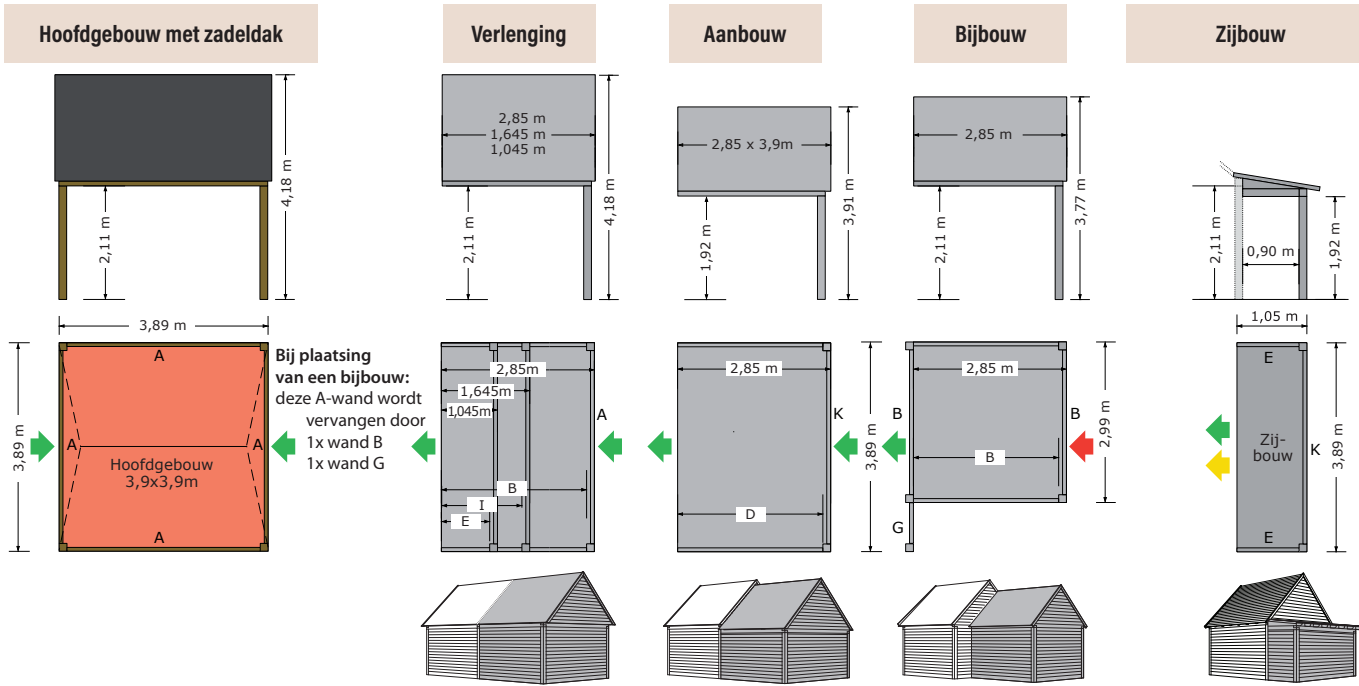 Hoofdgebouw met zadeldak
Verlenging
Aanbouw
Bijbouw
Zijbouw
4,18 m
2,11 m
2,85 m
1,645 m
1,045 m
4,18 m
2,11 m
2,85 x 3,9m
3,91 m
1,92 m
2,85 m
3,77 m
2,11 m
2,11 m
0,90 m
1,92 m
3,89 m
3,89 m
A
A
A
A
Hoofdgebouw
3,9x3,9m
Bij plaatsing
van een bijbouw:
deze A-wand wordt
vervangen door
1x wand B
1x wand G
2,85m
1,645m
1,045m
A
B
I
E
2,85 m
K
3,89 m
D
2,85 m
B
B
2,99 m
B
G
1,05 m
E
Zij-
bouw
K
3,89 m
E